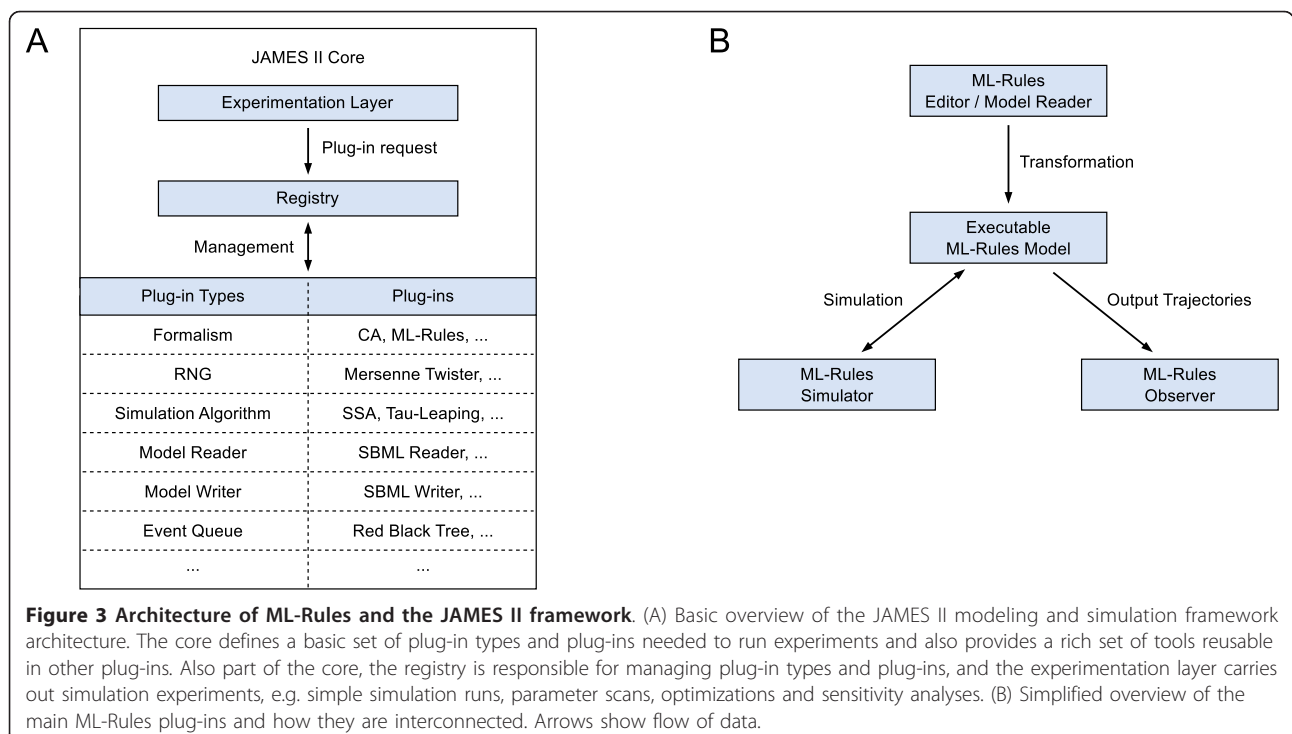 A
JAMES II Core
Experimentation Layer
Plug-in request
Registry
Management
Plug-in Types Plug-ins
Formalism CA, ML-Rules, ...
RNG Mersenne Twister, ...
Simulation Algorithm SSA, Tau-Leaping, ...
Model Reader SBML Reader, ...
Model Writer SBML Writer, ...
Event Queue Red Black Tree, ...
... ...
B
ML-Rules
Editor / Model Reader
Transformation
Executable
ML-Rules Model
Simulation Output Trajectories
ML-Rules
Simulator
ML-Rules
Observer
Figure 3 Architecture of ML-Rules and the JAMES II framework. (A) Basic overview of the JAMES II modeling and simulation framework
architecture. The core defines a basic set of plug-in types and plug-ins needed to run experiments and also provides a rich set of tools reusable
in other plug-ins. Also part of the core, the registry is responsible for managing plug-in types and plug-ins, and the experimentation layer carries
out simulation experiments, e.g. simple simulation runs, parameter scans, optimizations and sensitivity analyses. (B) Simplified overview of the
main ML-Rules plug-ins and how they are interconnected. Arrows show flow of data.